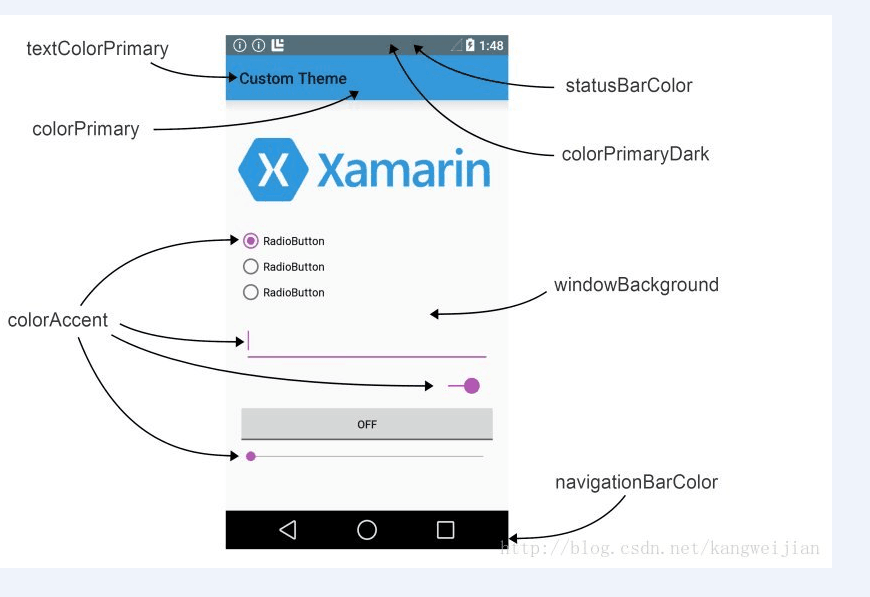 textColorPrimary
1:48
Custom Theme
statusBarColor
colorPrimary
colorPrimaryDark
X Xamarin
RadioButton
RadioButton
RadioButton
windowBackground
colorAccent
OFF
navigationBarColor
http://blog.csdn.net/kangweijian